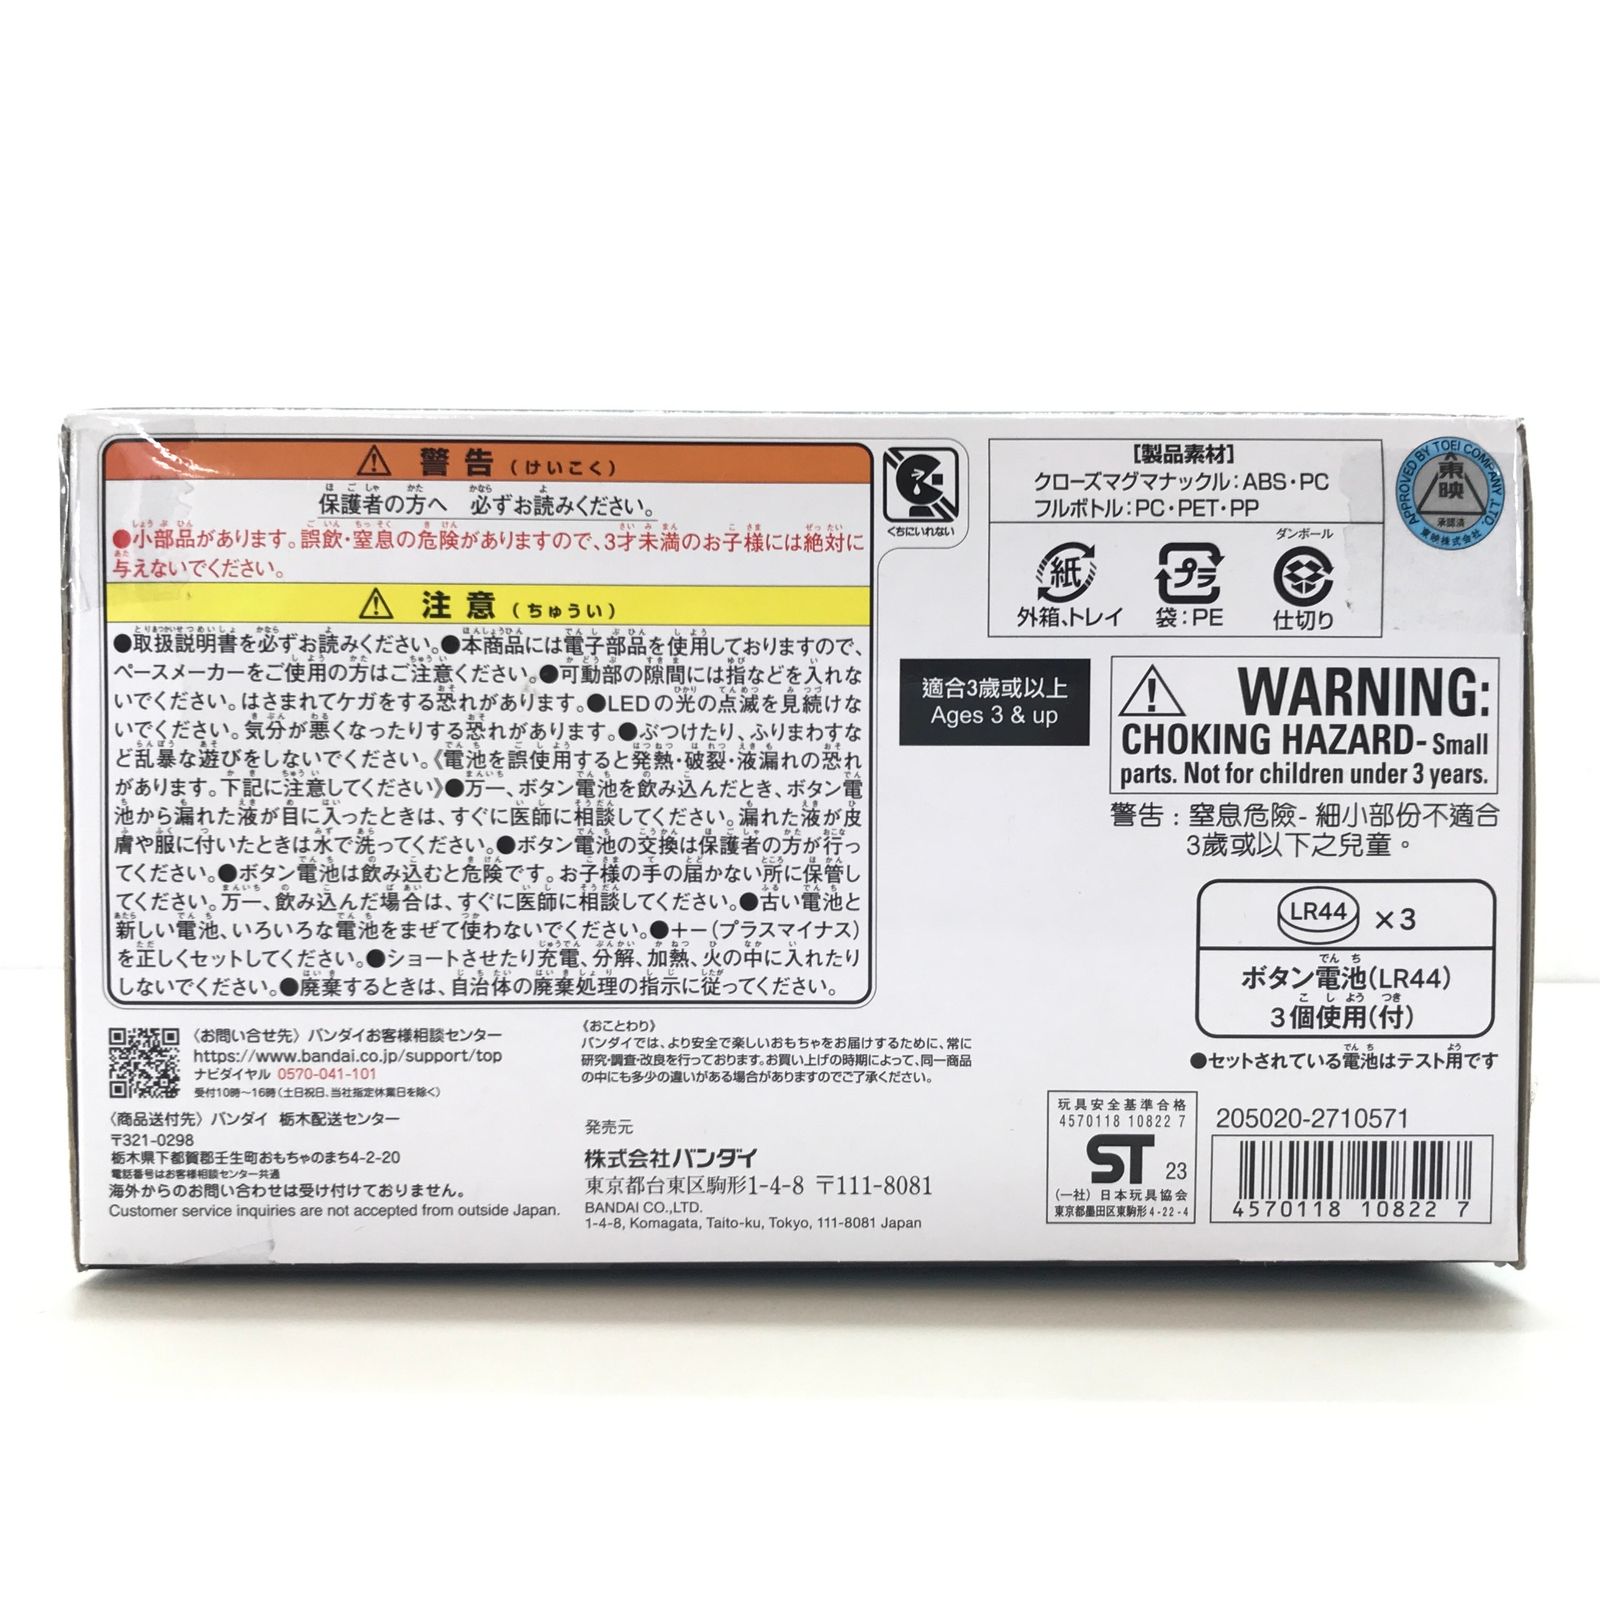 警告(けいこく)
保護者の方へ 必ずお読みください。
●小部品があります。誤飲・窒息の危険がありますので、3才未満のお子様には絶対に
与えないでください。
注意(ちゅうい)
●取扱説明書を必ずお読みください。●本商品には電子部品を使用しておりますので、
ペースメーカーをご使用の方はご注意ください。●可動部の隙間には指などを入れな
いでください。はさまれてケガをする恐れがあります。●LEDの光の点滅を見続けな
いでください。気分が悪くなったりする恐れがあります。●ぶつけたり、ふりまわすな
ど乱暴な遊びをしないでください。《電池を誤使用すると発熱・破裂・液漏れの恐れ
があります。下記に注意してください》●万一、ボタン電池を飲み込んだとき、ボタン電
池から漏れた液が目に入ったときは、すぐに医師に相談してください。漏れた液が皮
膚や服に付いたときは水で洗ってください。●ボタン電池の交換は保護者の方が行っ
てください。●ボタン電池は飲み込むと危険です。お子様の手の届かない所に保管し
てください。万一、飲み込んだ場合は、すぐに医師に相談してください。●古い電池と
新しい電池、いろいろな電池をまぜて使わないでください。●+-(プラスマイナス)
を正しくセットしてください。●ショートさせたり充電、分解、加熱、火の中に入れたり
しないでください。●廃棄するときは、自治体の廃棄処理の指示に従ってください。
くちにいれない
[製品素材]
クローズマグマナックル:ABS・PC
フルボトル:PC・PET・PP
紙
外箱、トレイ
プラ
袋:PE
ダンボール
仕切り
APPROVED BY TOEI COMPANY, LTD.
東映
承認済
東映株式会社
適合3歲或以上
Ages 3 & up
WARNING:
CHOKING HAZARD- Small
parts. Not for children under 3 years.
警告:窒息危險-細小部份不適合
3歲或以下之兒童。
LR44 ×3
ボタン電池(LR44)
3個使用(付)
●セットされている電池はテスト用です
〈お問い合せ先〉バンダイお客様相談センター
https://www.bandai.co.jp/support/top
ナビダイヤル 0570-041-101
受付10時～16時(土日祝日、当社指定休業日を除く)
〈商品送付先〉バンダイ 栃木配送センター
〒321-0298
栃木県下都賀郡壬生町おもちゃのまち4-2-20
電話番号はお客様相談センター共通
海外からのお問い合わせは受け付けておりません。
Customer service inquiries are not accepted from outside Japan.
《おことわり》
バンダイでは、より安全で楽しいおもちゃをお届けするために、常に
研究・調査・改良を行っております。お買い上げの時期によって、同一商品
の中にも多少の違いがある場合がありますのでご了承ください。
発売元
株式会社バンダイ
東京都台東区駒形1-4-8 〒111-8081
BANDAI CO.,LTD.
1-4-8, Komagata, Taito-ku, Tokyo, 111-8081 Japan
玩具安全基準合格
4570118 10822 7
ST 23
(一社)日本玩具協会
東京都墨田区東駒形4-22-4
205020-2710571
4570118 10822 7